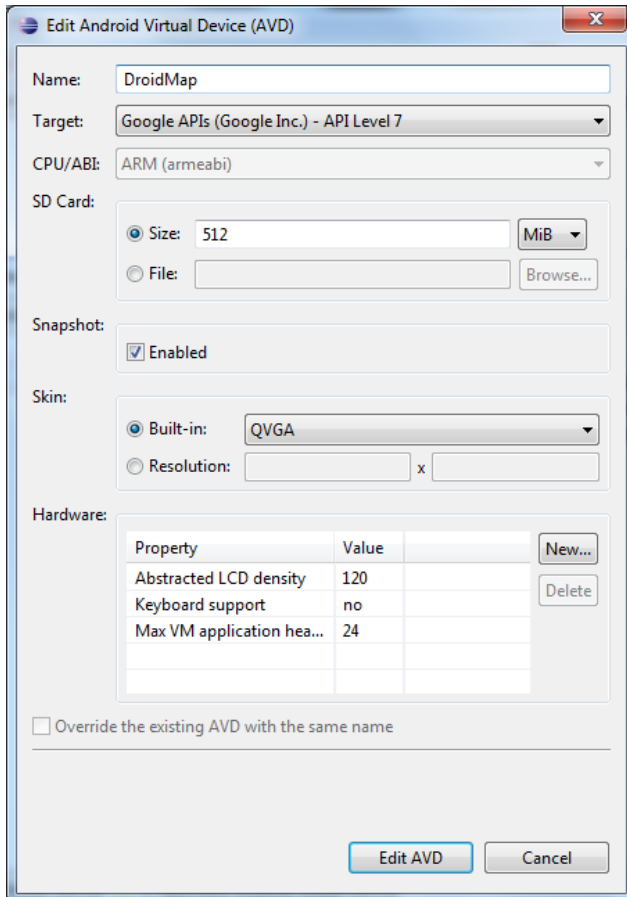 Edit Android Virtual Device (AVD)
Name: DroidMap
Target: Google APIs (Google Inc.) - API Level 7
CPU/ABI: ARM (armeabi)
SD Card:
Size: 512 MiB
File: Browse...
Snapshot:
Enabled
Skin:
Built-in: QVGA
Resolution: x
Hardware:
Property Value New...
Abstracted LCD density 120 Delete
Keyboard support no
Max VM application hea... 24
Override the existing AVD with the same name
Edit AVD Cancel